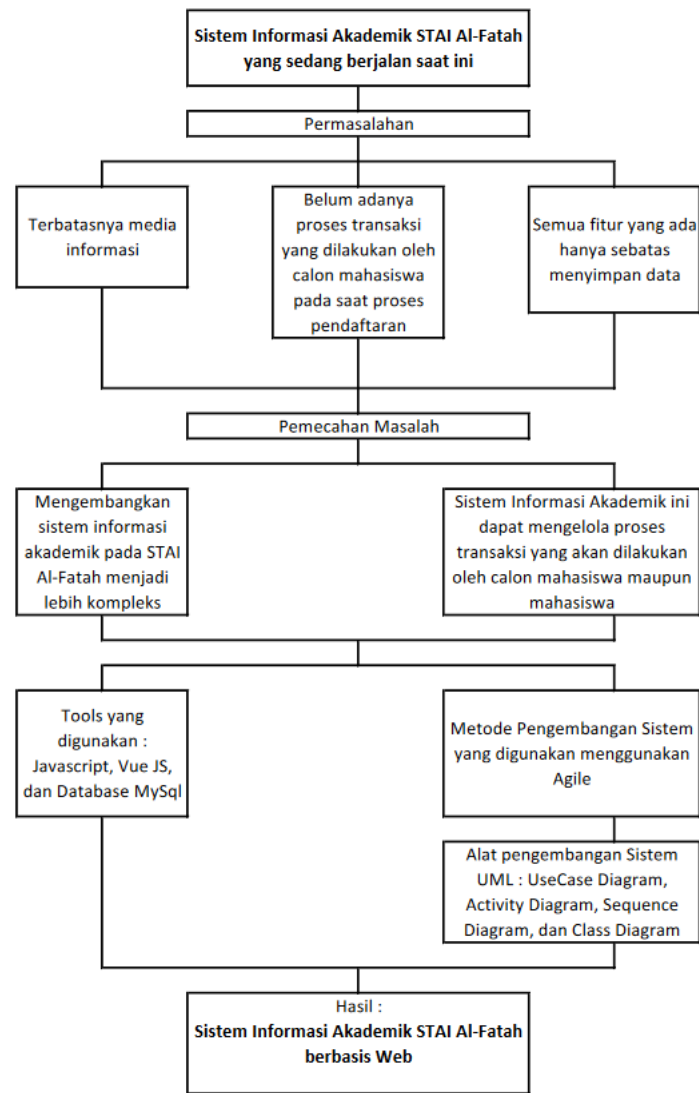 Sistem Informasi Akademik STAI Al-Fatah
yang sedang berjalan saat ini
Permasalahan
Terbatasnya media
informasi
Belum adanya
proses transaksi
yang dilakukan oleh
calon mahasiswa
pada saat proses
pendaftaran
Semua fitur yang ada
hanya sebatas
menyimpan data
Pemecahan Masalah
Mengembangkan
sistem informasi
akademik pada STAI
Al-Fatah menjadi
lebih kompleks
Sistem Informasi Akademik ini
dapat mengelola proses
transaksi yang akan dilakukan
oleh calon mahasiswa maupun
mahasiswa
Tools yang
digunakan :
Javascript, Vue JS,
dan Database MySql
Metode Pengembangan Sistem
yang digunakan menggunakan
Agile
Alat pengembangan Sistem
UML : UseCase Diagram,
Activity Diagram, Sequence
Diagram, dan Class Diagram
Hasil :
Sistem Informasi Akademik STAI Al-Fatah
berbasis Web